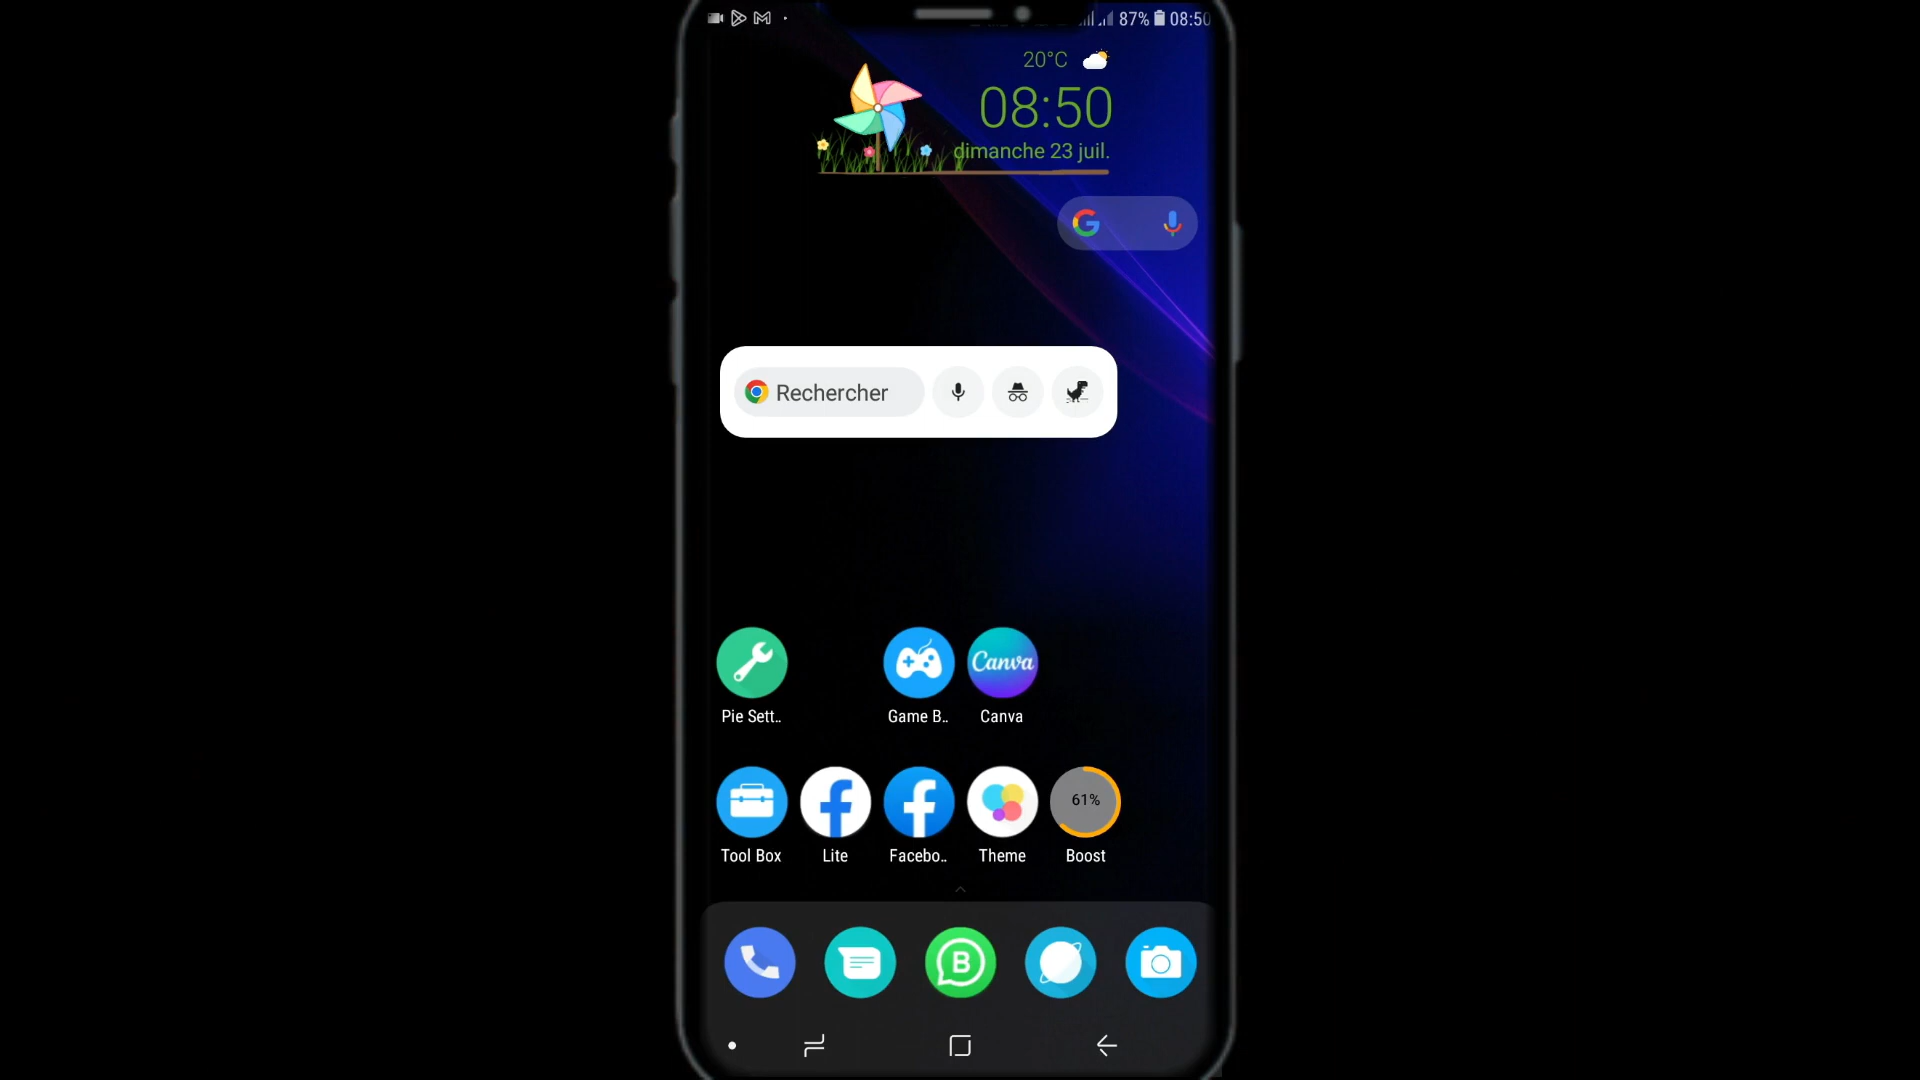 87% 08:50
20°C
08:50
dimanche 23 juil.
Rechercher
Canva
Pie Sett..
Game B..
Canva
61%
Tool Box
Lite
Facebo..
Theme
Boost
B